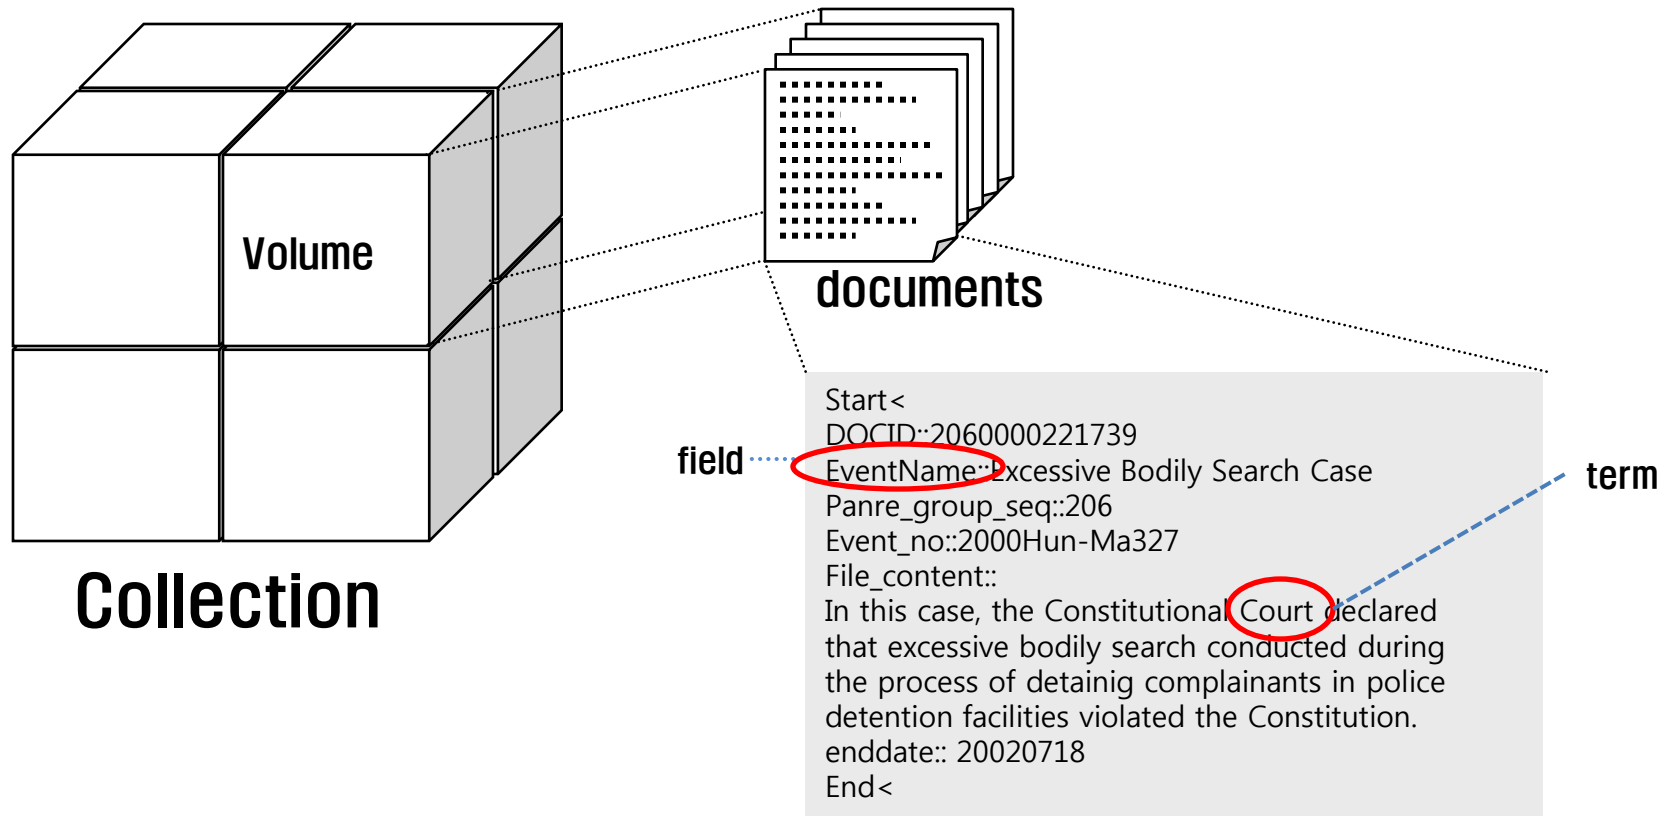 Volume
Collection
documents
field
term
Start<
DOCID::2060000221739
EventName::Excessive Bodily Search Case
Panre_group_seq::206
Event_no::2000Hun-Ma327
File_content::
In this case, the Constitutional Court declared
that excessive bodily search conducted during
the process of detainig complainants in police
detention facilities violated the Constitution.
enddate:: 20020718
End<